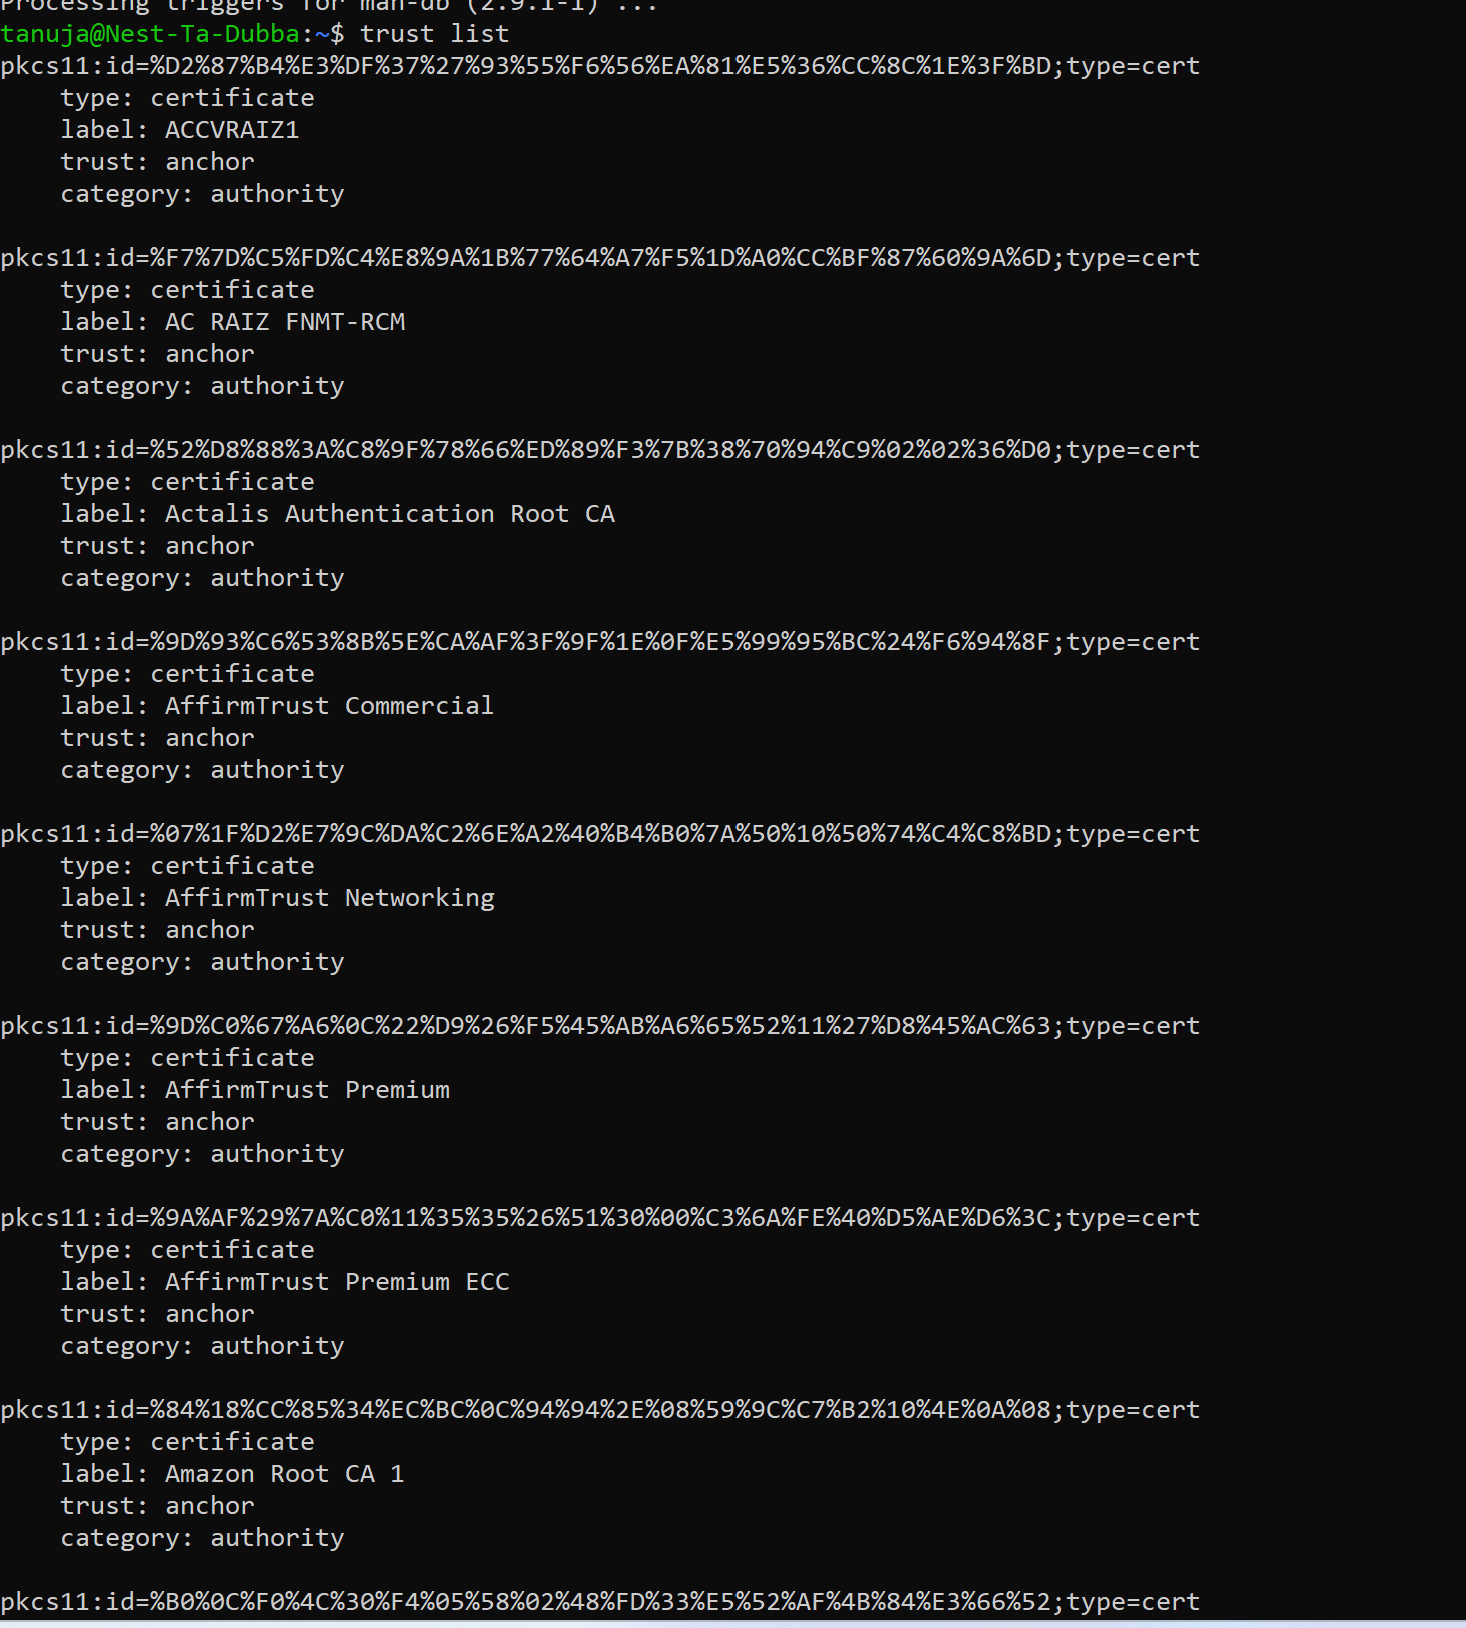 Processing triggers for man-db (2.9.1-1) ...
tanuja@Nest-Ta-Dubba:~$ trust list
pkcs11:id=%D2%87%B4%E3%DF%37%27%93%55%F6%56%EA%81%E5%36%CC%8C%1E%3F%BD;type=cert
    type: certificate
    label: ACCVRAIZ1
    trust: anchor
    category: authority

pkcs11:id=%F7%7D%C5%FD%C4%E8%9A%1B%77%64%A7%F5%1D%A0%CC%BF%87%60%9A%6D;type=cert
    type: certificate
    label: AC RAIZ FNMT-RCM
    trust: anchor
    category: authority

pkcs11:id=%52%D8%88%3A%C8%9F%78%66%ED%89%F3%7B%38%70%94%C9%02%02%36%D0;type=cert
    type: certificate
    label: Actalis Authentication Root CA
    trust: anchor
    category: authority

pkcs11:id=%9D%93%C6%53%8B%5E%CA%AF%3F%9F%1E%0F%E5%99%95%BC%24%F6%94%8F;type=cert
    type: certificate
    label: AffirmTrust Commercial
    trust: anchor
    category: authority

pkcs11:id=%07%1F%D2%E7%9C%DA%C2%6E%A2%40%B4%B0%7A%50%10%50%74%C4%C8%BD;type=cert
    type: certificate
    label: AffirmTrust Networking
    trust: anchor
    category: authority

pkcs11:id=%9D%C0%67%A6%0C%22%D9%26%F5%45%AB%A6%65%52%11%27%D8%45%AC%63;type=cert
    type: certificate
    label: AffirmTrust Premium
    trust: anchor
    category: authority

pkcs11:id=%9A%AF%29%7A%C0%11%35%35%26%51%30%00%C3%6A%FE%40%D5%AE%D6%3C;type=cert
    type: certificate
    label: AffirmTrust Premium ECC
    trust: anchor
    category: authority

pkcs11:id=%84%18%CC%85%34%EC%BC%0C%94%94%2E%08%59%9C%C7%B2%10%4E%0A%08;type=cert
    type: certificate
    label: Amazon Root CA 1
    trust: anchor
    category: authority

pkcs11:id=%B0%0C%F0%4C%30%F4%05%58%02%48%FD%33%E5%52%AF%4B%84%E3%66%52;type=cert